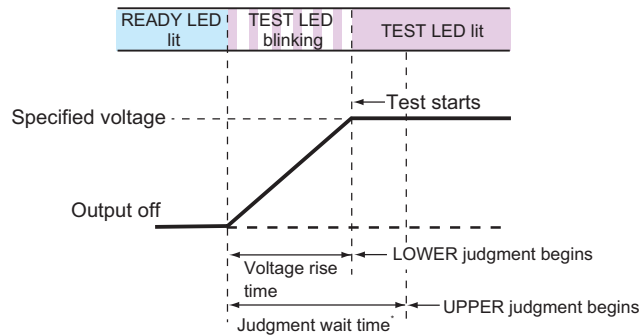 READY LED
lit
TEST LED
blinking
TEST LED lit
Test starts
Specified voltage
Output off
LOWER judgment begins
Voltage rise
time
UPPER judgment begins
Judgment wait time*